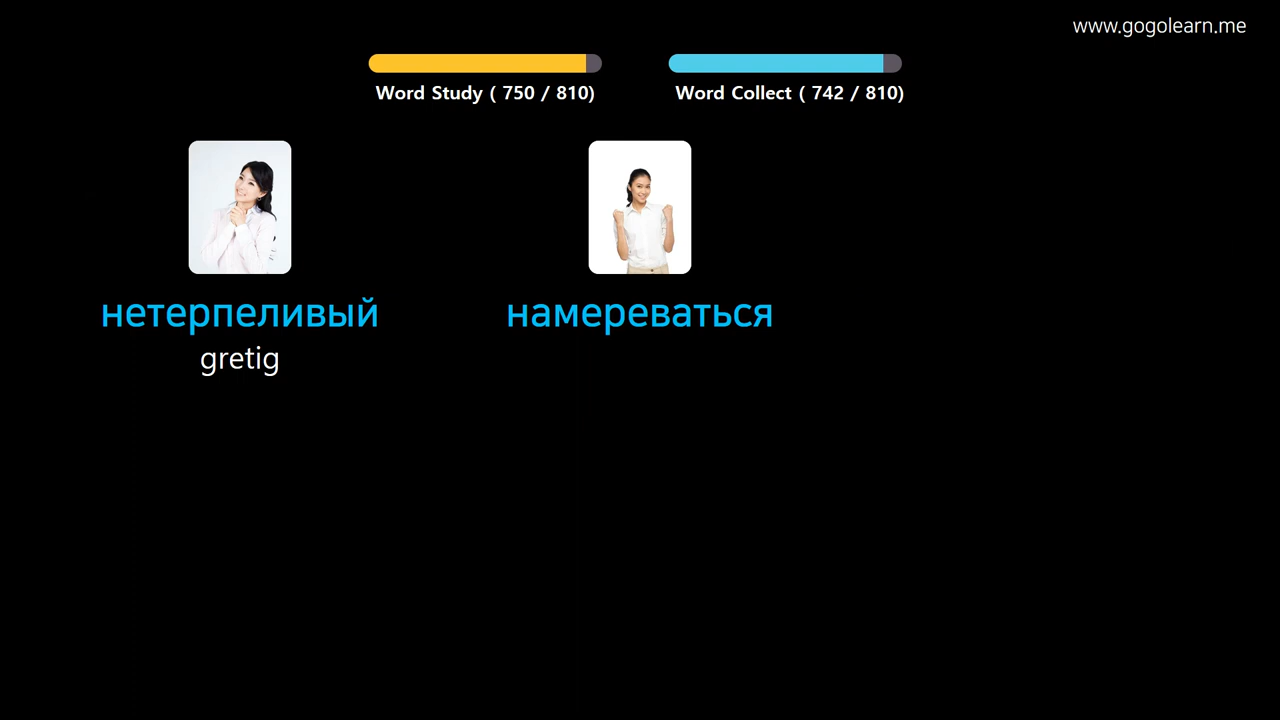 www.gogolearn.me
Word Study ( 750 / 810)
Word Collect ( 742 / 810)
нетерпеливый
намереваться
gretig